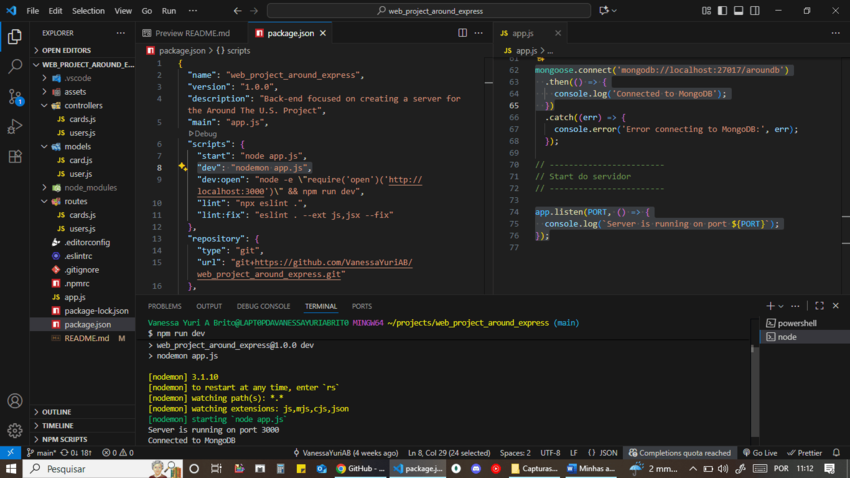 File Edit Selection View Go Run ···
web_project_around_express
EXPLORER
OPEN EDITORS
WEB_PROJECT_AROUND_E...
.vscode
assets
controllers
cards.js
users.js
models
card.js
user.js
node_modules
routes
cards.js
users.js
.editorconfig
.eslintrc
.gitignore
.npmrc
JS app.js
package-lock.json
package.json
README.md M
OUTLINE
TIMELINE
NPM SCRIPTS
Preview README.md
package.json
package.json > {} scripts
1 {
2 "name": "web_project_around_express",
3 "version": "1.0.0",
4 "description": "Back-end focused on creating a server for
the Around The U.S. Project",
5 "main": "app.js",
Debug
6 "scripts": {
7 "start": "node app.js",
8 "dev": "nodemon app.js",
9 "dev:open": "node -e \"require('open')('http://
localhost:3000')\" && npm run dev",
10 "lint": "npx eslint .",
11 "lint:fix": "eslint . --ext js,jsx --fix"
12 },
13 "repository": {
14 "type": "git",
15 "url": "git+https://github.com/VanessaYuriAB/
web_project_around_express.git"
16 },
JS app.js
JS app.js > ...
61
62 mongoose.connect('mongodb://localhost:27017/aroundb')
63 .then(() => {
64 console.log('Connected to MongoDB');
65 })
66 .catch((err) => {
67 console.error('Error connecting to MongoDB:', err);
68 });
69
70 // ------------------------
71 // Start do servidor
72 // ------------------------
73
74 app.listen(PORT, () => {
75 console.log(`Server is running on port ${PORT}`);
76 });
77
PROBLEMS OUTPUT DEBUG CONSOLE TERMINAL PORTS
Vanessa Yuri A Brito@LAPTOPDAVANESSAYURIABRITO MINGW64 ~/projects/web_project_around_express (main)
$ npm run dev
> web_project_around_express@1.0.0 dev
> nodemon app.js
[nodemon] 3.1.10
[nodemon] to restart at any time, enter `rs`
[nodemon] watching path(s): *.*
[nodemon] watching extensions: js,mjs,cjs,json
[nodemon] starting `node app.js`
Server is running on port 3000
Connected to MongoDB
powershell
node
main* 0↓ 18↑ 0 0 VanessaYuriAB (4 weeks ago) Ln 8, Col 29 (24 selected) Spaces: 2 UTF-8 LF {} JSON Completions quota reached Go Live Prettier
Pesquisar
GitHub - ... package.j... Capturas... Minhas a... 2 mm... POR 11:12